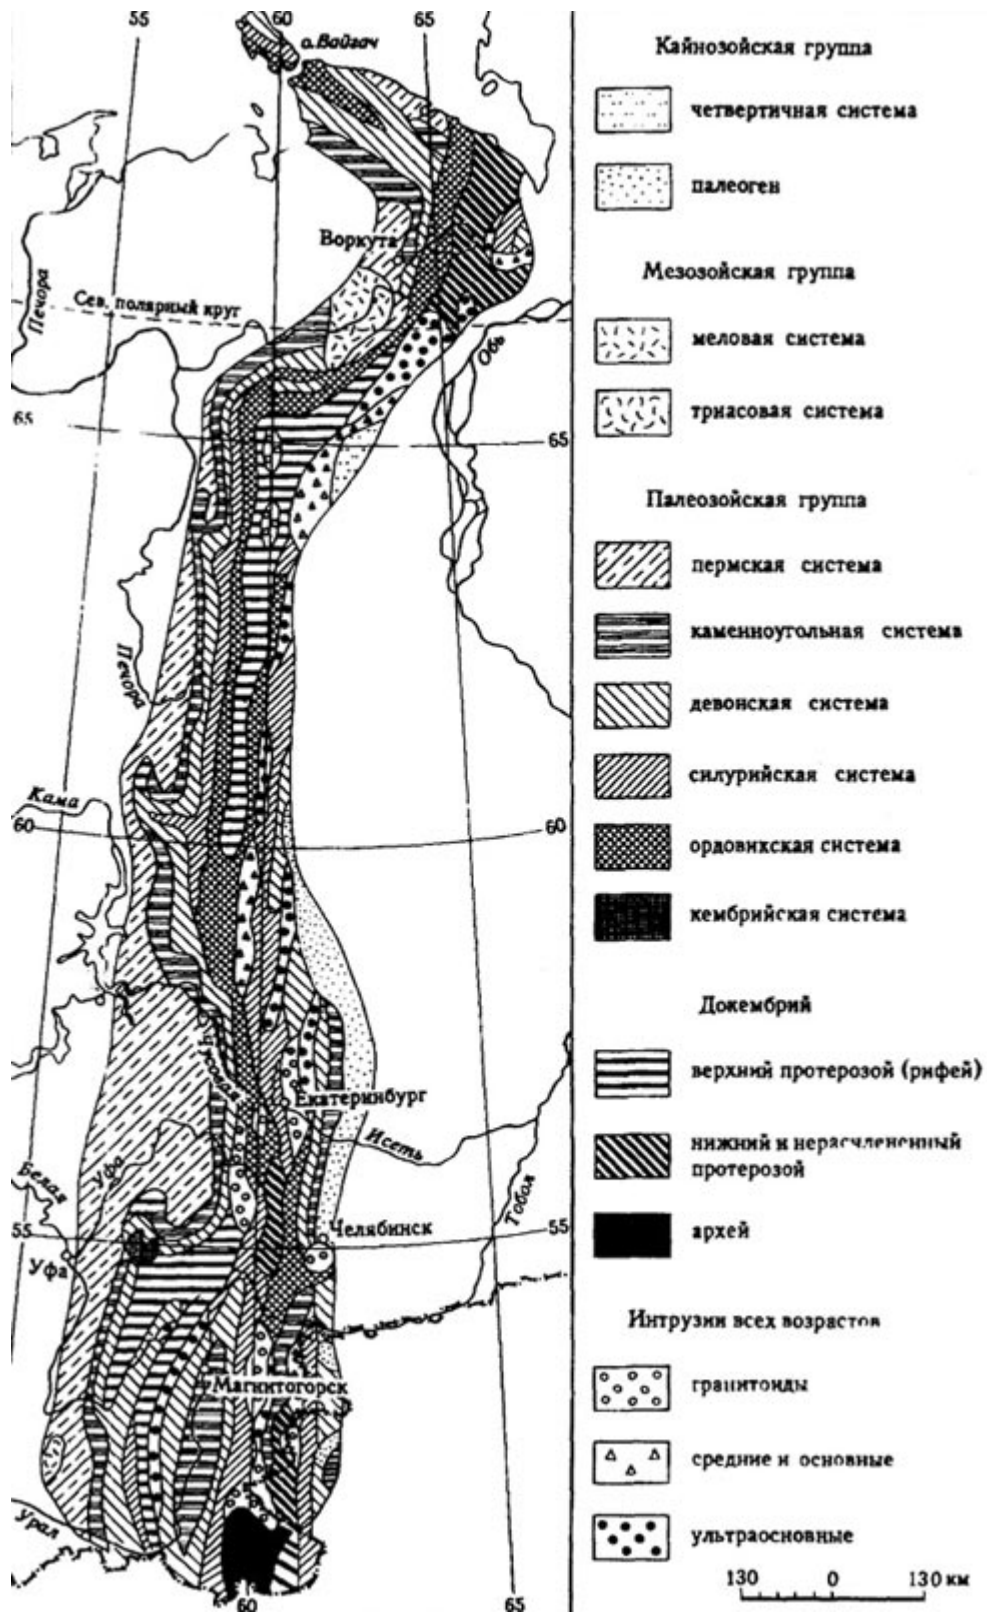 55
60
65
о. Вайгач
Воркута
Печора
Сев. полярный круг
Обь
65
65
Печора
Кама
60
60
Екатеринбург
Исеть
Тобол
Белая
Уфа
55
Челябинск
55
Уфа
Магнитогорск
Урал
60
65
Кайнозойская группа
четвертичная система
палеоген
Мезозойская группа
меловая система
триасовая система
Палеозойская группа
пермская система
каменноугольная система
девонская система
силурийская система
ордовикская система
кембрийская система
Докембрий
верхний протерозой (рифей)
нижний и нерасчлененный
протерозой
архей
Интрузии всех возрастов
гранитоиды
средние и основные
ультраосновные
130 0 130 км